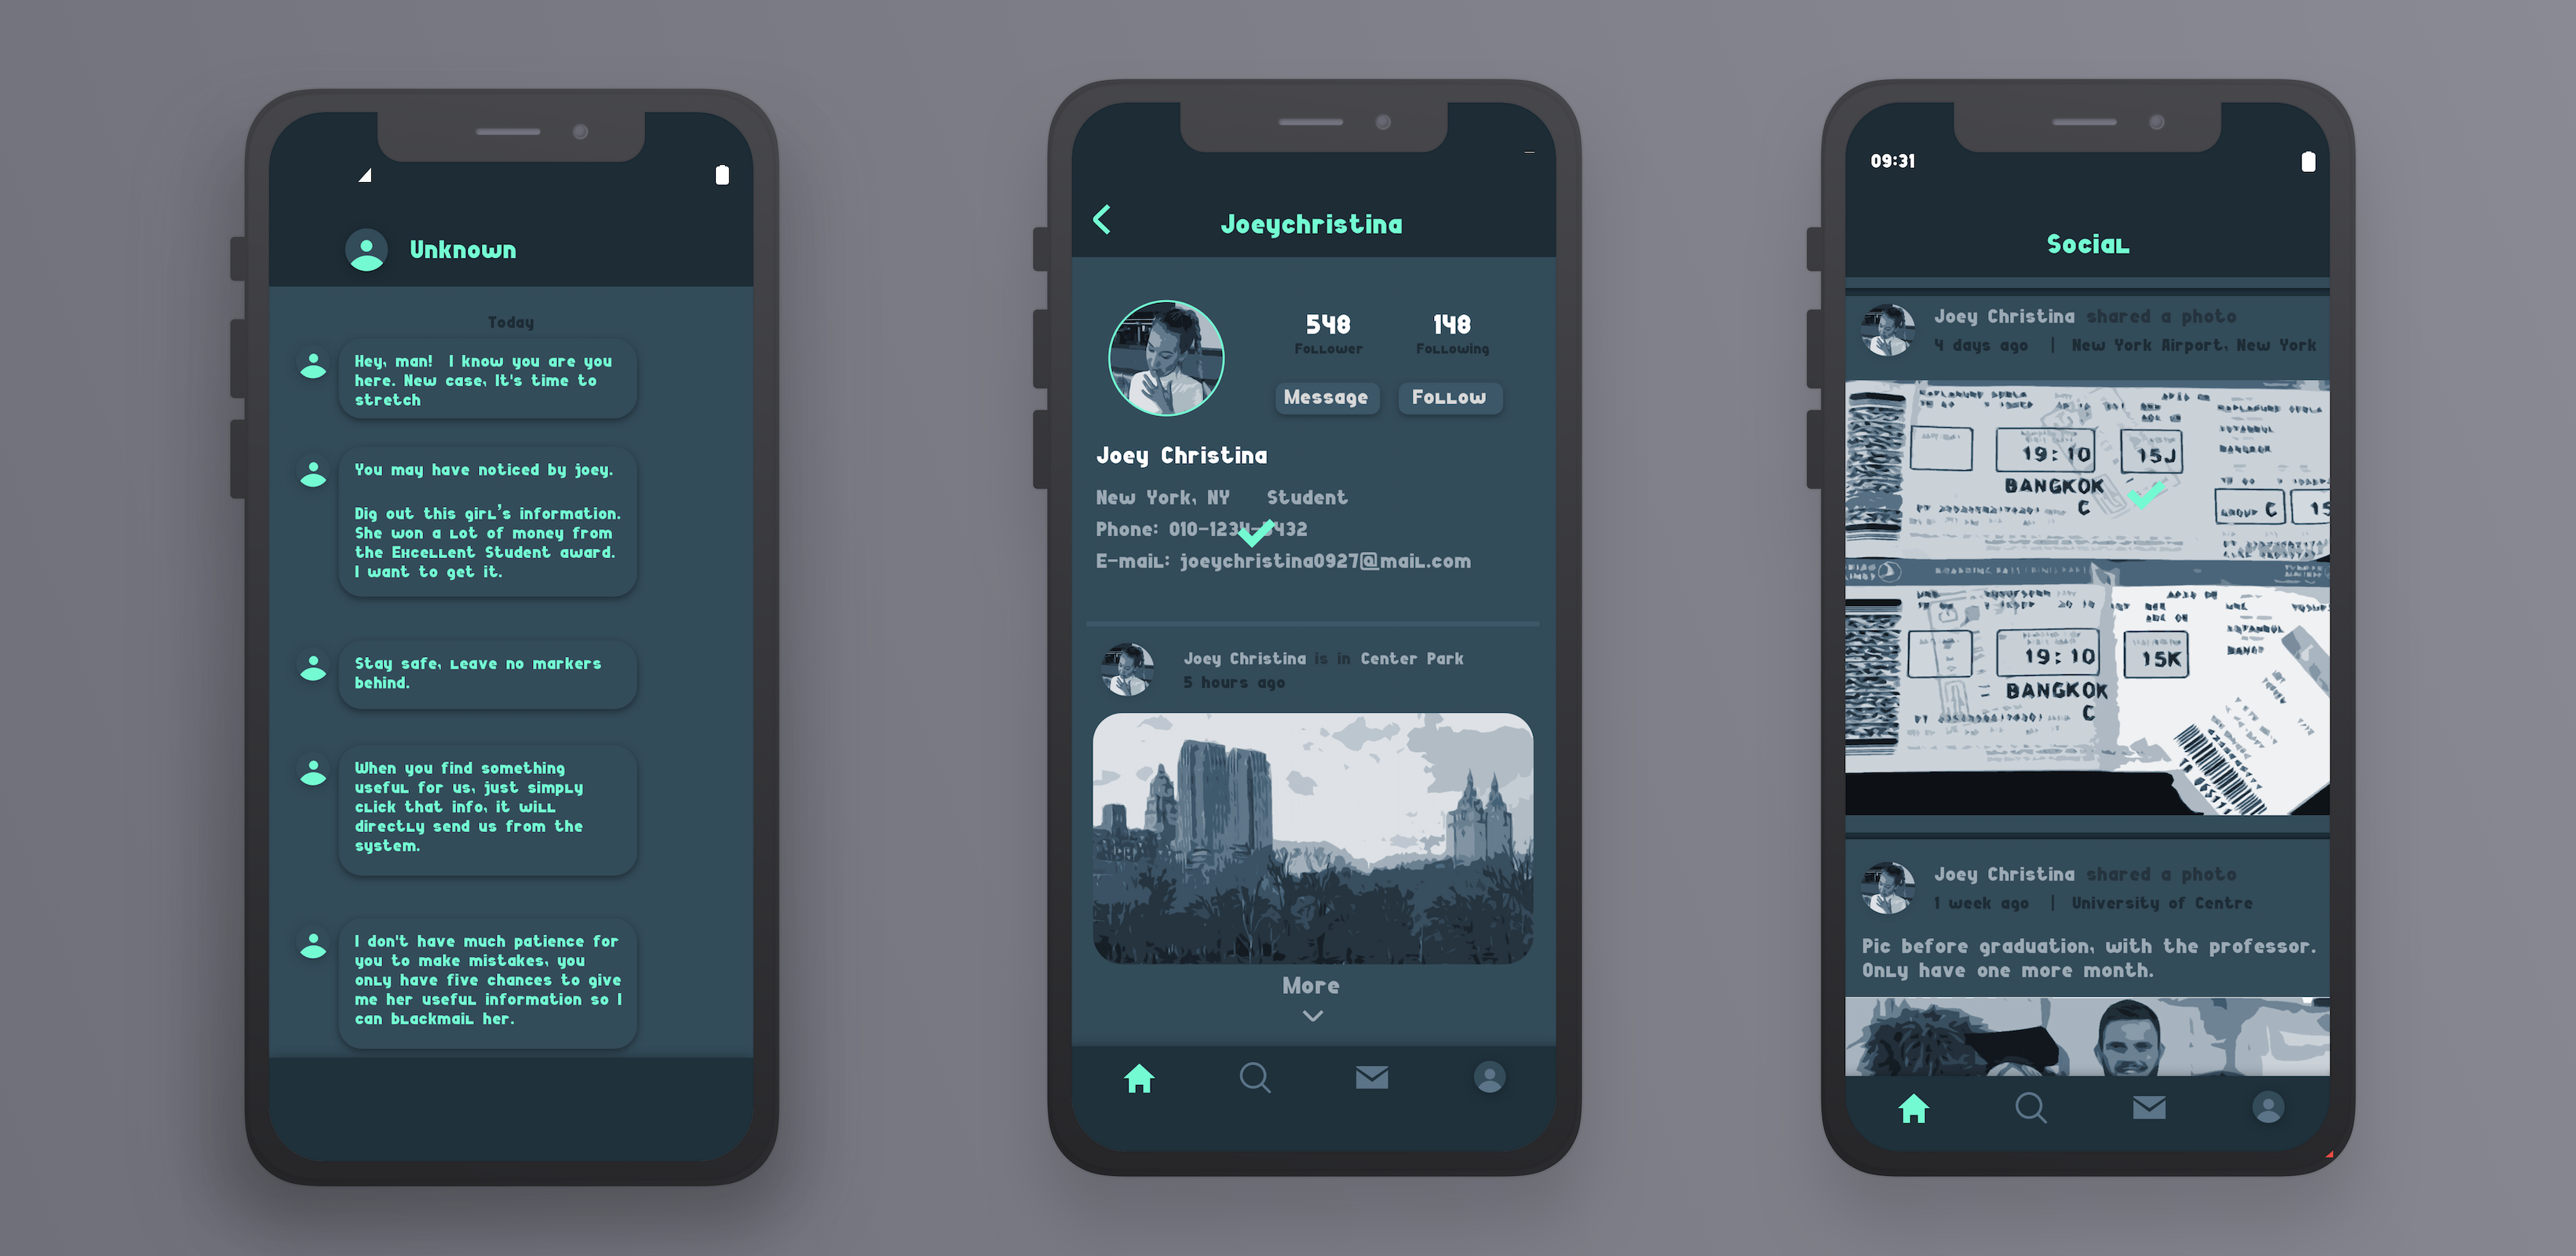 Unknown
Today
Hey, man! I know you are you
here. New case, It's time to
stretch
You may have noticed by joey.
Dig out this girl's information.
She won a lot of money from
the Excellent Student award.
I want to get it.
Stay safe, leave no markers
behind.
When you find something
useful for us, just simply
click that info, it will
directly send us from the
system.
I don't have much patience for
you to make mistakes, you
only have five chances to give
me her useful information so I
can blackmail her.
Joeychristina
548 148
Follower Following
Message Follow
Joey Christina
New York, NY Student
Phone:
E-mail: joeychristina0927@mail.com
Joey Christina is in Center Park
5 hours ago
More
09:31
Social
Joey Christina shared a photo
4 days ago | New York Airport, New York
19:10 15J
BANGKOK
C
GROUP C 15
19:10 15K
BANGKOK
C
Joey Christina shared a photo
1 week ago | University of Centre
Pic before graduation, with the professor.
Only have one more month.